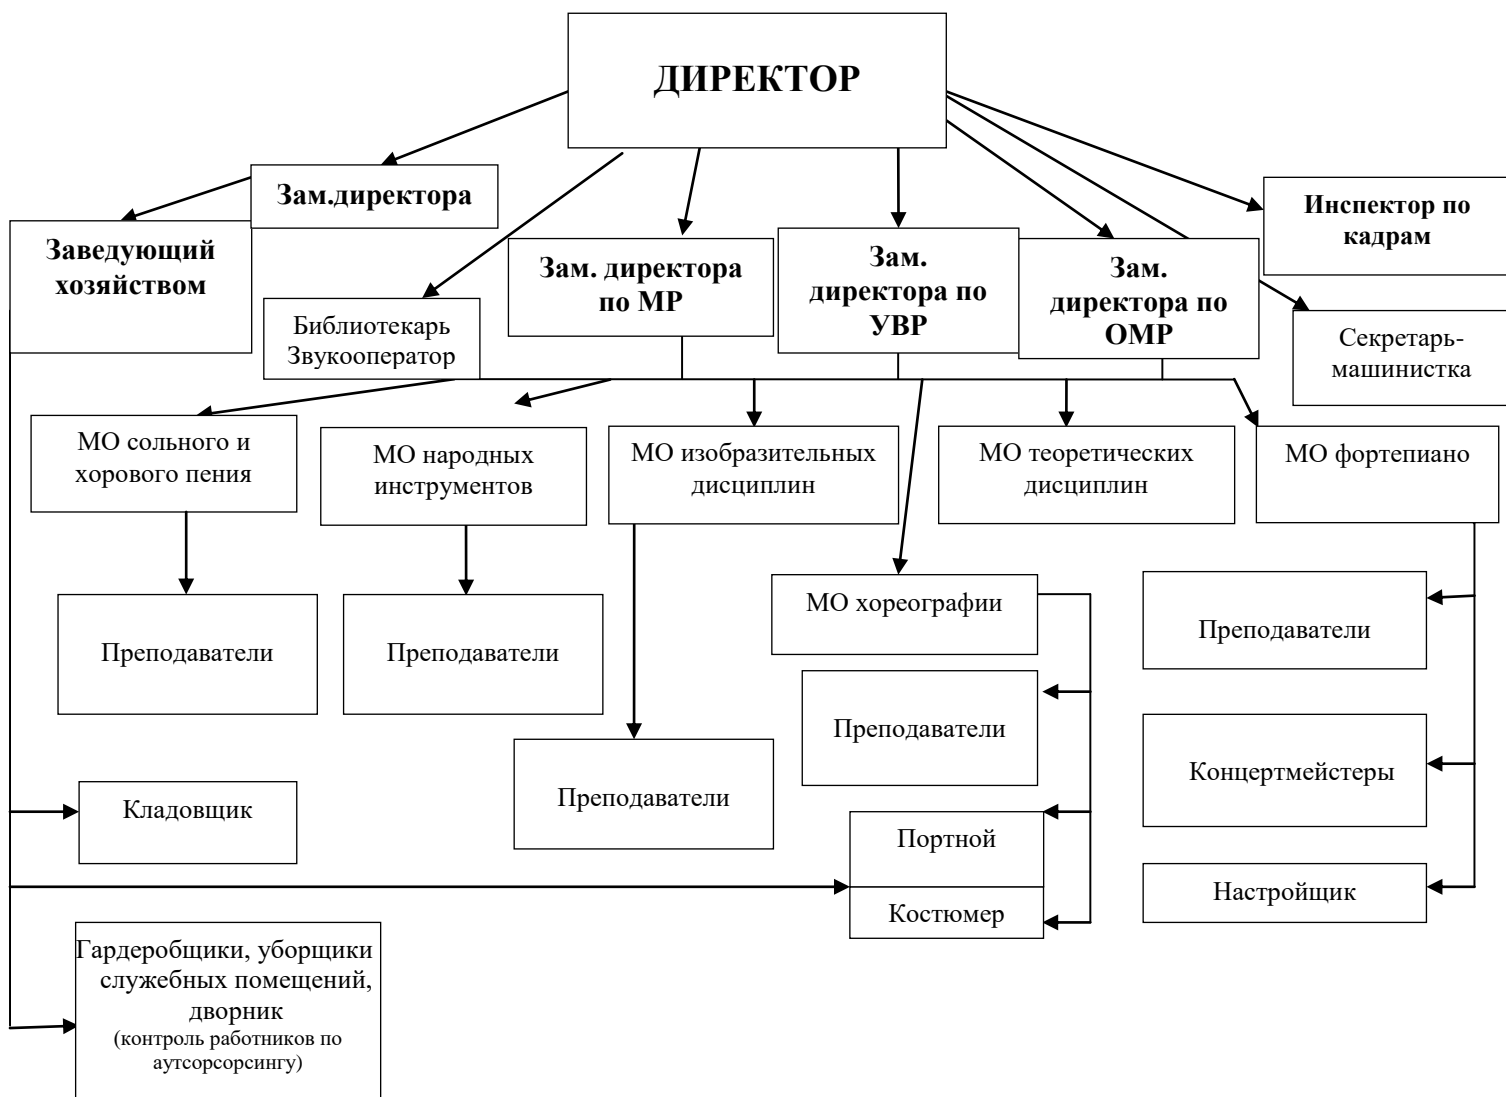 ДИРЕКТОР
Зам.директора
Заведующий
хозяйством
Библиотекарь
Звукооператор
Зам. директора
по МР
Зам.
директора по
УВР
Зам.
директора по
ОМР
Инспектор по
кадрам
Секретарь-
машинистка
МО сольного и
хорового пения
МО народных
инструментов
МО изобразительных
дисциплин
МО теоретических
дисциплин
МО фортепиано
Преподаватели
Преподаватели
Преподаватели
МО хореографии
Преподаватели
Преподаватели
Концертмейстеры
Кладовщик
Портной
Костюмер
Настройщик
Гардеробщики, уборщики
служебных помещений,
дворник
(контроль работников по
аутсорсорсингу)